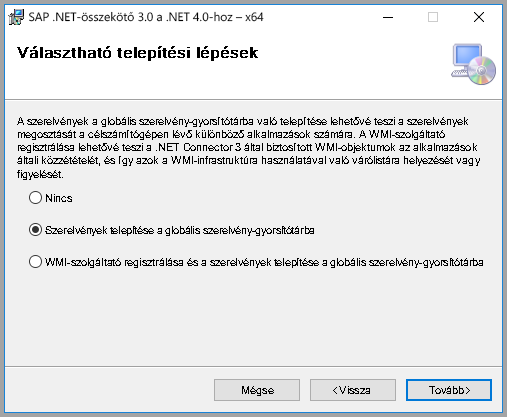 SAP .NET-összekötő 3.0 a .NET 4.0-hoz – x64
Választható telepítési lépések
A szerelvények a globális szerelvény-gyorsítótárba való telepítése lehetővé teszi a szerelvények
megosztását a célszámítógépen lévő különböző alkalmazások számára. A WMI-szolgáltató
regisztrálása lehetővé teszi a .NET Connector 3 által biztosított WMI-objektumok az alkalmazások
általi közzétételét, és így azok a WMI-infrastruktúra használatával való várólistára helyezését vagy
figyelését.
Nincs
Szerelvények telepítése a globális szerelvény-gyorsítótárba
WMI-szolgáltató regisztrálása és a szerelvények telepítése a globális szerelvény-gyorsítótárba
Mégse
<Vissza
Tovább>